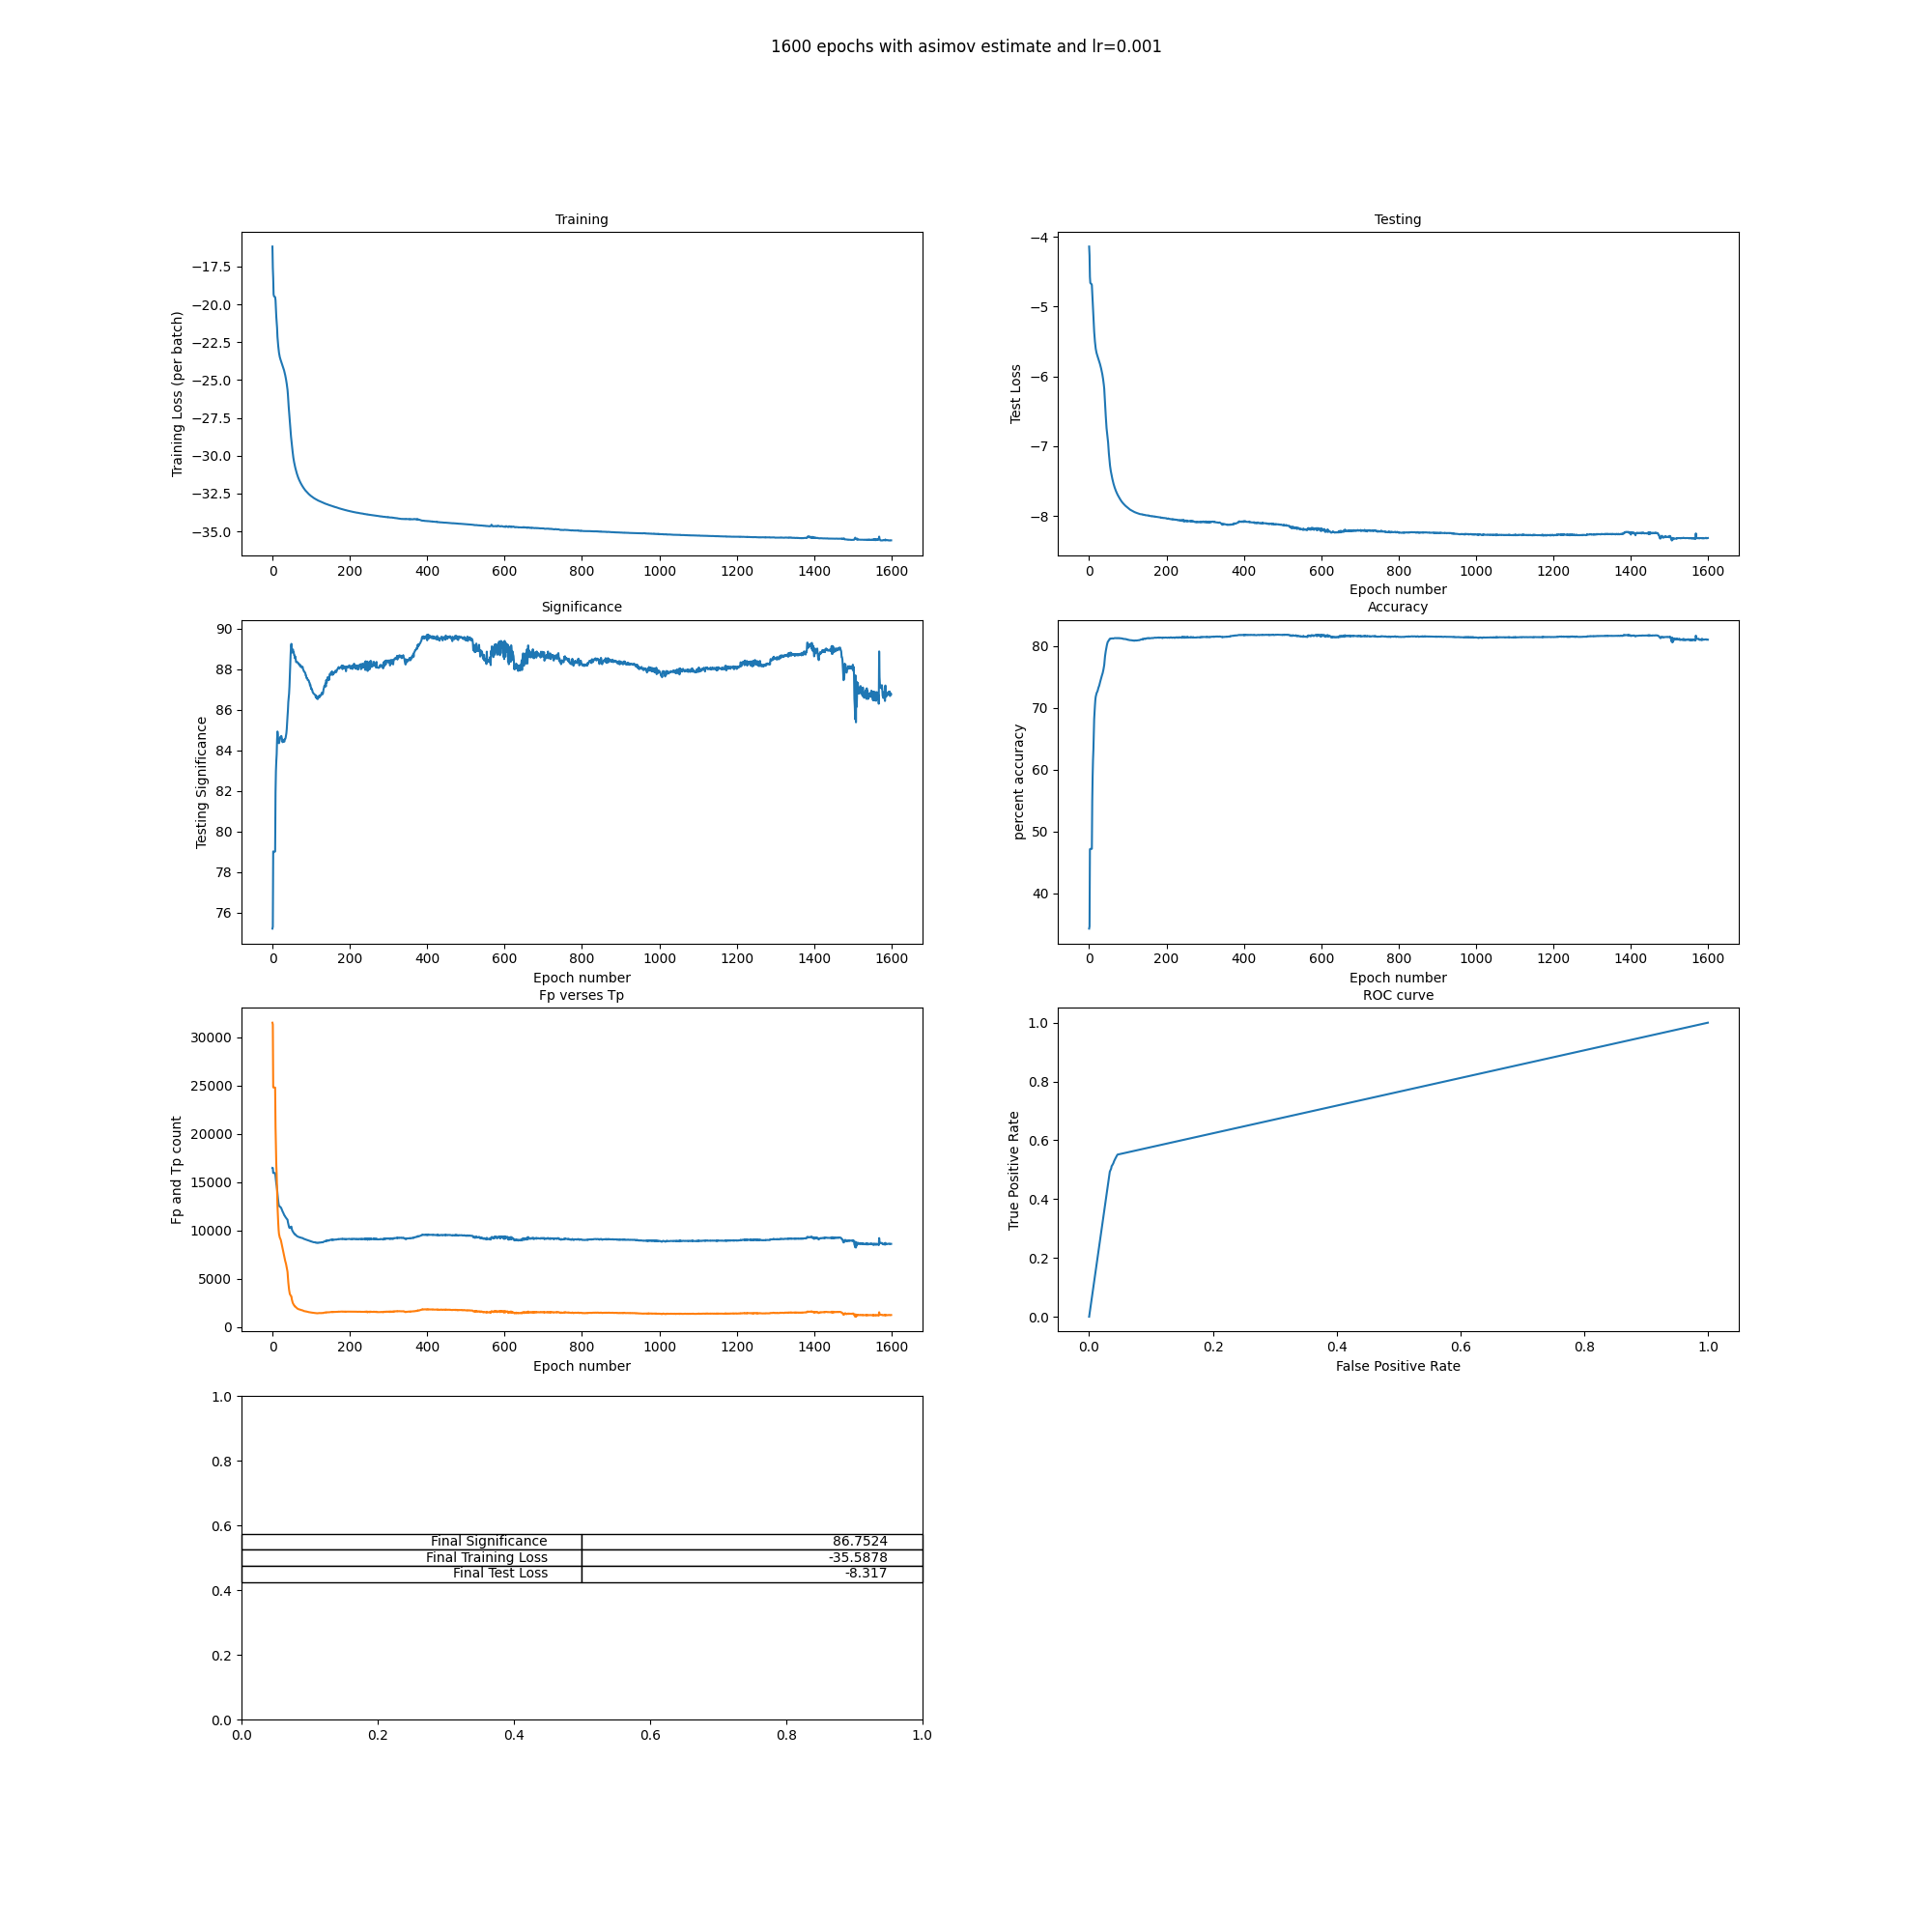 1600 epochs with asimov estimate and lr=0.001
Training
Training Loss (per batch)
−17.5
−20.0
−22.5
−25.0
−27.5
−30.0
−32.5
−35.0
0 200 400 600 800 1000 1200 1400 1600
Testing
Test Loss
−4
−5
−6
−7
−8
0 200 400 600 800 1000 1200 1400 1600
Epoch number
Significance
Testing Significance
90
88
86
84
82
80
78
76
0 200 400 600 800 1000 1200 1400 1600
Epoch number
Accuracy
percent accuracy
80
70
60
50
40
0 200 400 600 800 1000 1200 1400 1600
Epoch number
Fp verses Tp
Fp and Tp count
30000
25000
20000
15000
10000
5000
0
0 200 400 600 800 1000 1200 1400 1600
Epoch number
ROC curve
True Positive Rate
1.0
0.8
0.6
0.4
0.2
0.0
0.0 0.2 0.4 0.6 0.8 1.0
False Positive Rate
1.0
0.8
0.6
Final Significance 86.7524
Final Training Loss -35.5878
Final Test Loss -8.317
0.4
0.2
0.0
0.0 0.2 0.4 0.6 0.8 1.0